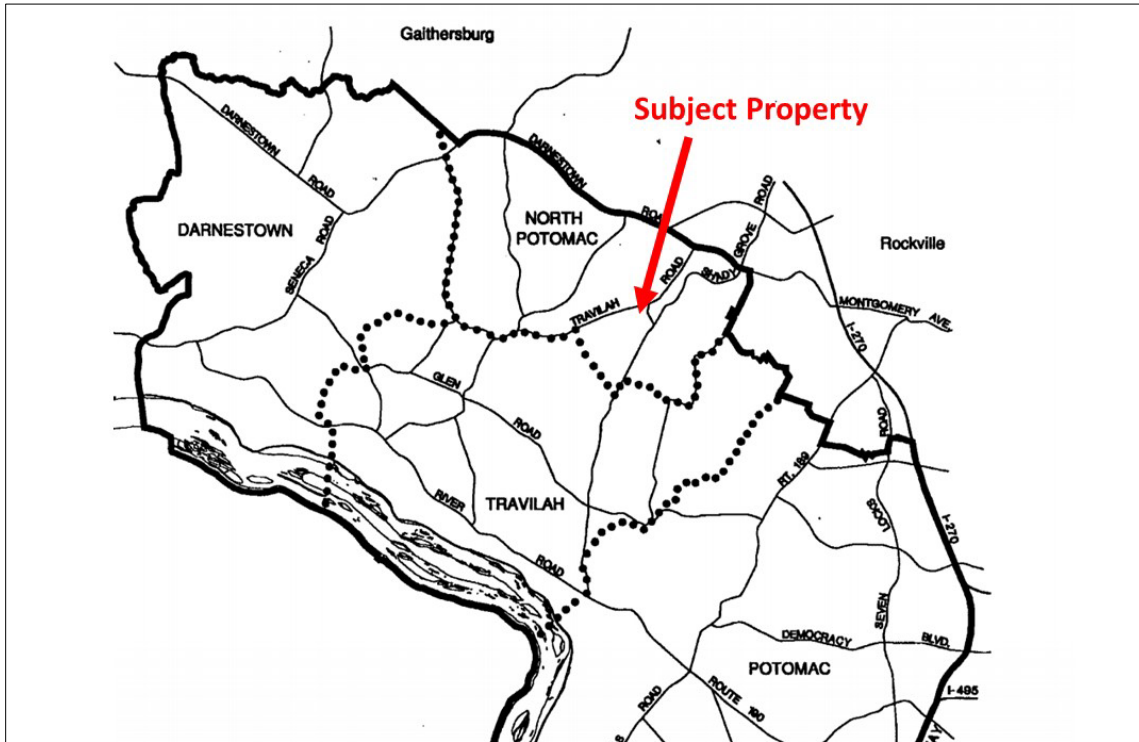 Gaithersburg
Subject Property
DARNESTOWN
ROAD
DARNESTOWN
ROAD
NORTH
POTOMAC
DARNESTOWN
SENECA
ROAD
SHADY
GROVE
ROAD
Rockville
TRAVILAH
ROAD
MONTGOMERY AVE.
I-270
GLEN
ROAD
RIVER
ROAD
TRAVILAH
RT. 189
SEVEN
LOCKS
ROAD
I-270
DEMOCRACY
BLVD.
POTOMAC
ROAD
ROUTE 190
I-495